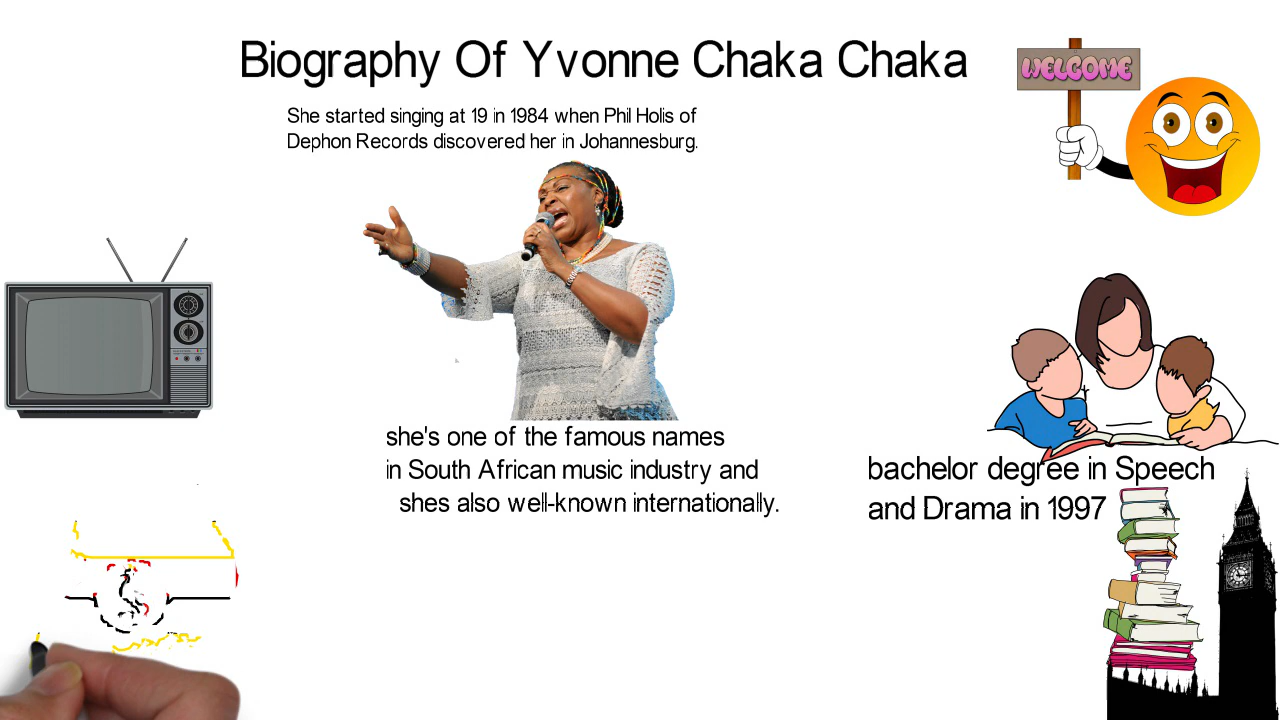 Biography Of Yvonne Chaka Chaka
WELCOME
She started singing at 19 in 1984 when Phil Holis of
Dephon Records discovered her in Johannesburg.
she's one of the famous names
in South African music industry and
shes also well-known internationally.
bachelor degree in Speech
and Drama in 1997